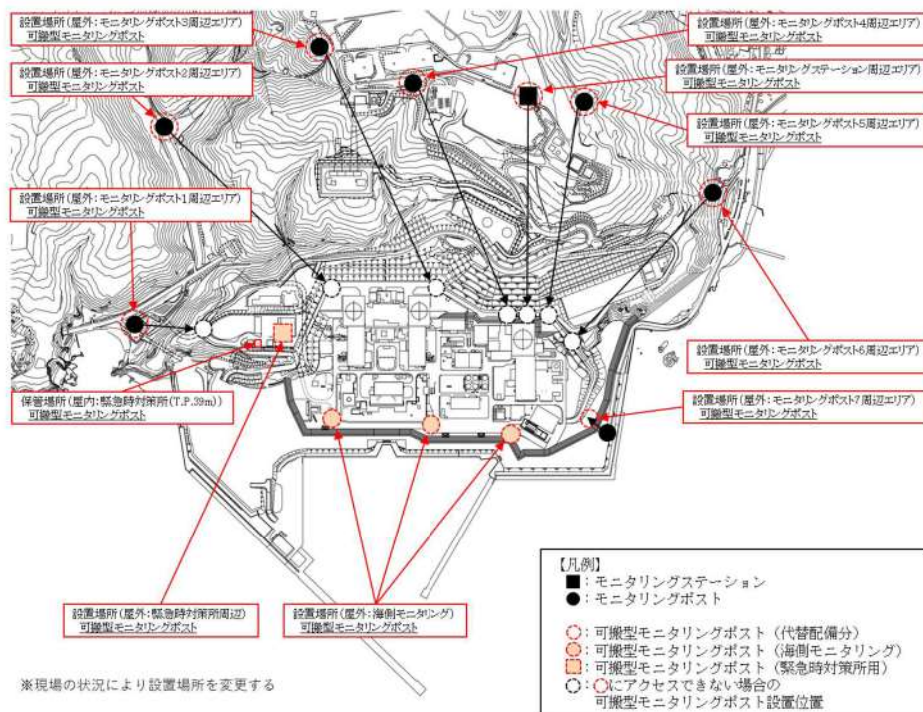 設置場所(屋外:モニタリングポスト3周辺エリア)
可搬型モニタリングポスト
設置場所(屋外:モニタリングポスト4周辺エリア)
可搬型モニタリングポスト
設置場所(屋外:モニタリングポスト2周辺エリア)
可搬型モニタリングポスト
設置場所(屋外:モニタリングステーション周辺エリア)
可搬型モニタリングポスト
設置場所(屋外:モニタリングポスト5周辺エリア)
可搬型モニタリングポスト
設置場所(屋外:モニタリングポスト1周辺エリア)
可搬型モニタリングポスト
設置場所(屋外:モニタリングポスト6周辺エリア)
可搬型モニタリングポスト
保管場所(屋内:緊急時対策所(T.P.39m))
可搬型モニタリングポスト
設置場所(屋外:モニタリングポスト7周辺エリア)
可搬型モニタリングポスト
設置場所(屋外:緊急時対策所周辺)
可搬型モニタリングポスト
設置場所(屋外:海側モニタリング)
可搬型モニタリングポスト
【凡例】
■:モニタリングステーション
●:モニタリングポスト
:可搬型モニタリングポスト(代替配備分)
:可搬型モニタリングポスト(海側モニタリング)
:可搬型モニタリングポスト(緊急時対策所用)
:にアクセスできない場合の
可搬型モニタリングポスト設置位置
※現場の状況により設置場所を変更する